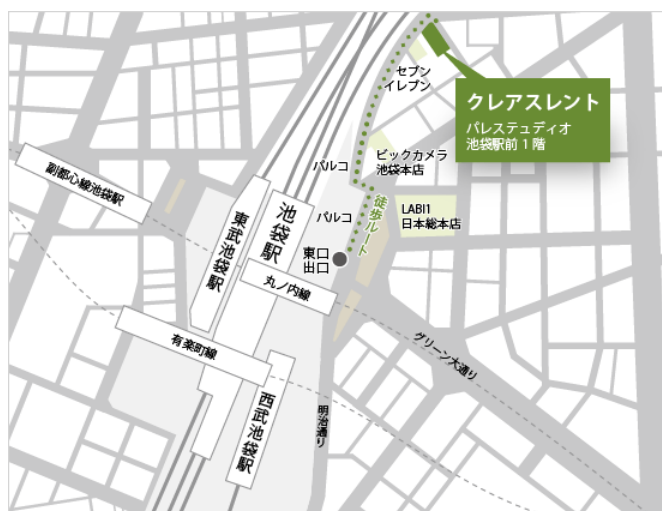 セブン
イレブン
クレアスレント
パレステュディオ
池袋駅前1階
ビックカメラ
池袋本店
パルコ
副都心線池袋駅
徒歩ルート
パルコ
LABI1
日本総本店
東武池袋駅
池袋駅
東口
出口
丸ノ内線
有楽町線
グリーン大通り
西武池袋駅
明治通り